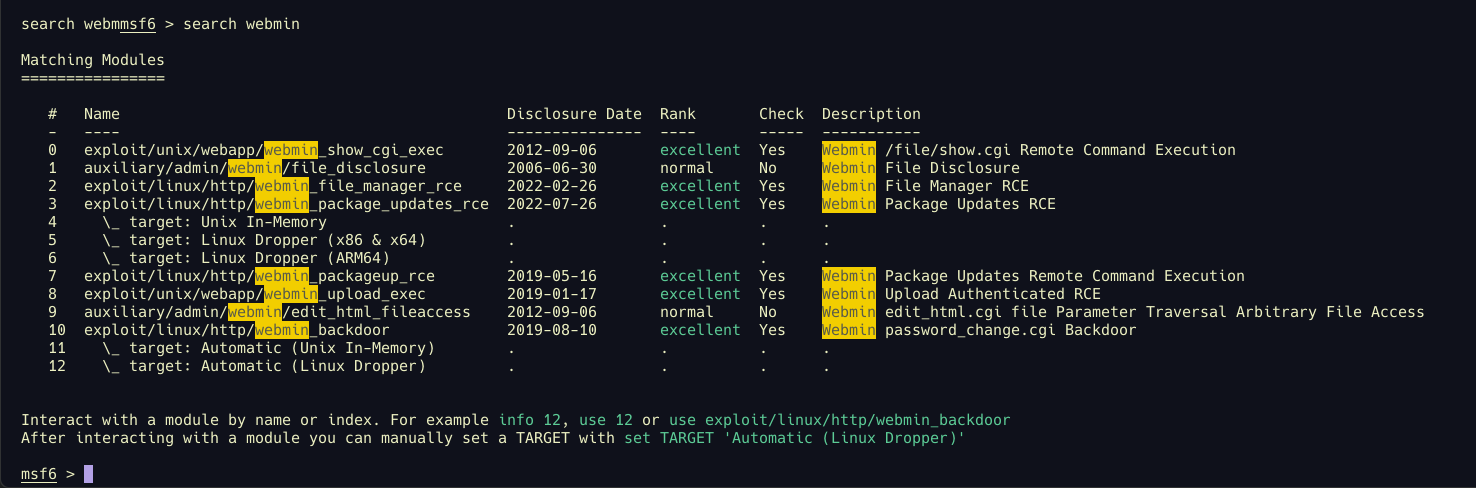 search webmmsf6 > search webmin
Matching Modules
================
   #   Name                                           Disclosure Date  Rank       Check  Description
   -   ----                                           ---------------  ----       -----  -----------
   0   exploit/unix/webapp/webmin_show_cgi_exec       2012-09-06       excellent  Yes    Webmin /file/show.cgi Remote Command Execution
   1   auxiliary/admin/webmin/file_disclosure         2006-06-30       normal     No     Webmin File Disclosure
   2   exploit/linux/http/webmin_file_manager_rce     2022-02-26       excellent  Yes    Webmin File Manager RCE
   3   exploit/linux/http/webmin_package_updates_rce  2022-07-26       excellent  Yes    Webmin Package Updates RCE
   4     \_ target: Unix In-Memory                    .                .          .      .
   5     \_ target: Linux Dropper (x86 & x64)         .                .          .      .
   6     \_ target: Linux Dropper (ARM64)             .                .          .      .
   7   exploit/linux/http/webmin_packageup_rce        2019-05-16       excellent  Yes    Webmin Package Updates Remote Command Execution
   8   exploit/unix/webapp/webmin_upload_exec         2019-01-17       excellent  Yes    Webmin Upload Authenticated RCE
   9   auxiliary/admin/webmin/edit_html_fileaccess    2012-09-06       normal     No     Webmin edit_html.cgi file Parameter Traversal Arbitrary File Access
   10  exploit/linux/http/webmin_backdoor             2019-08-10       excellent  Yes    Webmin password_change.cgi Backdoor
   11    \_ target: Automatic (Unix In-Memory)        .                .          .      .
   12    \_ target: Automatic (Linux Dropper)         .                .          .      .
Interact with a module by name or index. For example info 12, use 12 or use exploit/linux/http/webmin_backdoor
After interacting with a module you can manually set a TARGET with set TARGET 'Automatic (Linux Dropper)'
msf6 >